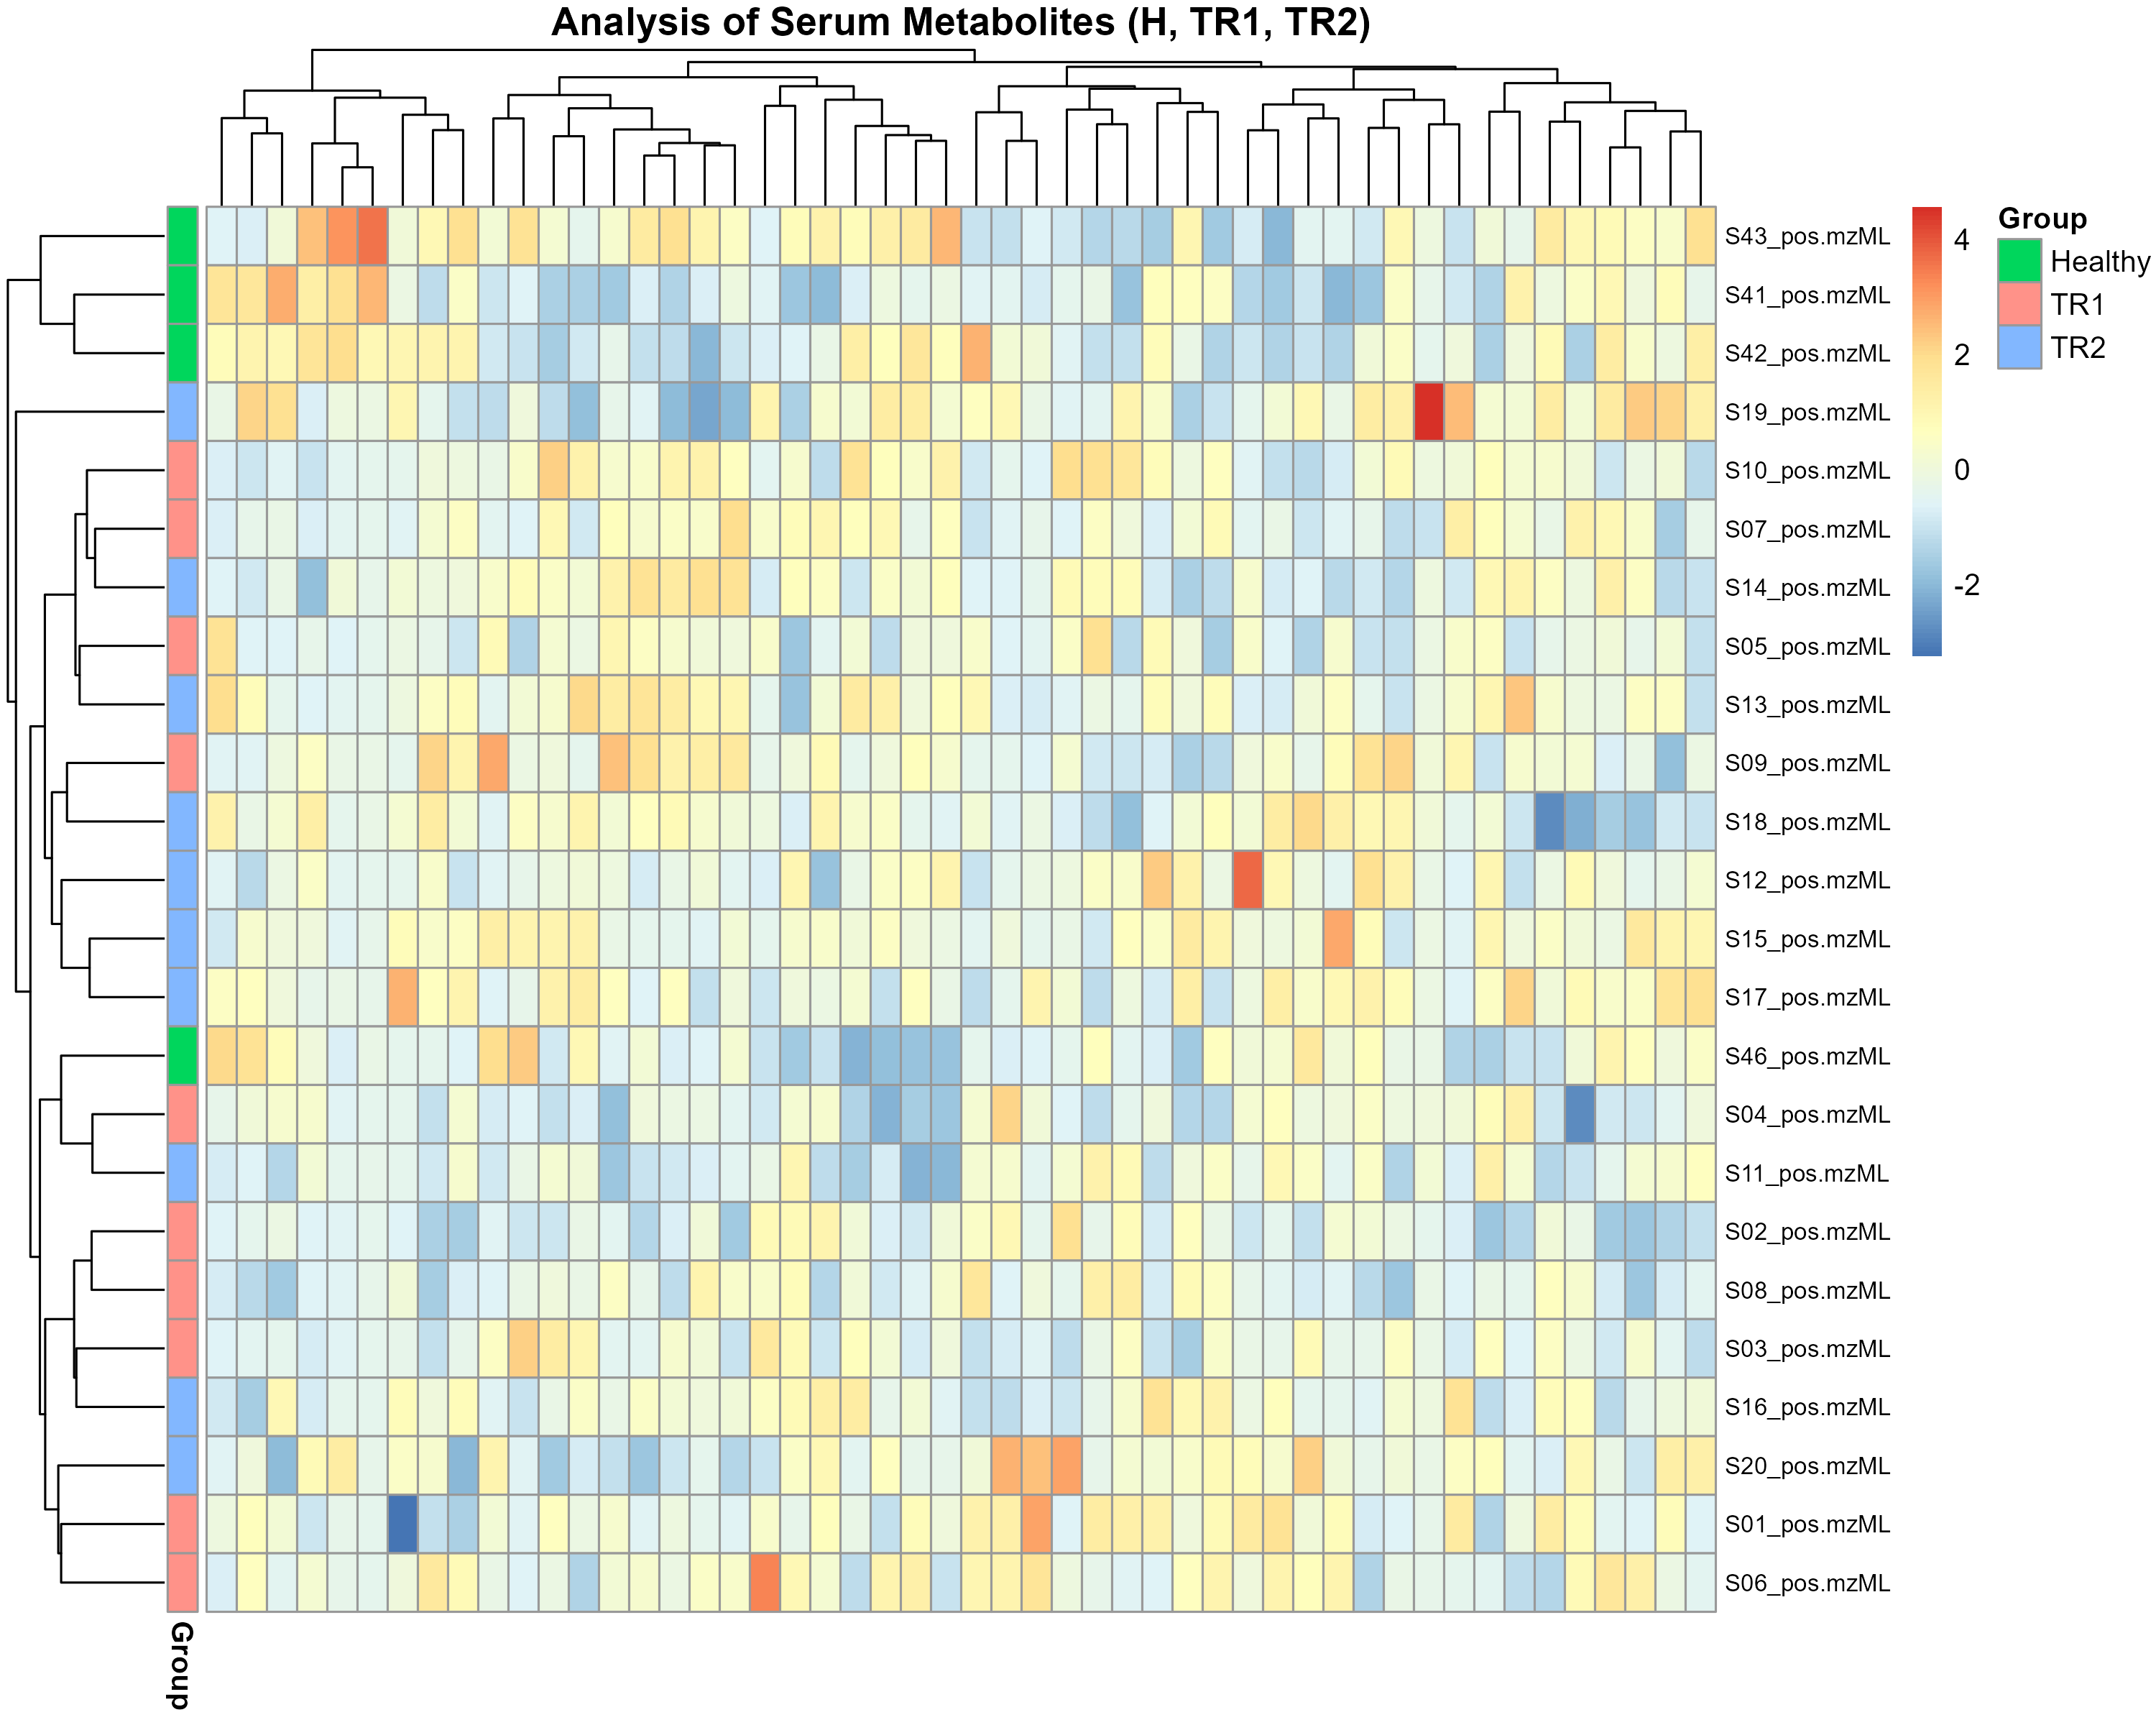 Analysis of Serum Metabolites (H, TR1, TR2)
S43_pos.mzML
S41_pos.mzML
S42_pos.mzML
S19_pos.mzML
S10_pos.mzML
S07_pos.mzML
S14_pos.mzML
S05_pos.mzML
S13_pos.mzML
S09_pos.mzML
S18_pos.mzML
S12_pos.mzML
S15_pos.mzML
S17_pos.mzML
S46_pos.mzML
S04_pos.mzML
S11_pos.mzML
S02_pos.mzML
S08_pos.mzML
S03_pos.mzML
S16_pos.mzML
S20_pos.mzML
S01_pos.mzML
S06_pos.mzML
4
2
0
-2
Group
Healthy
TR1
TR2
Group